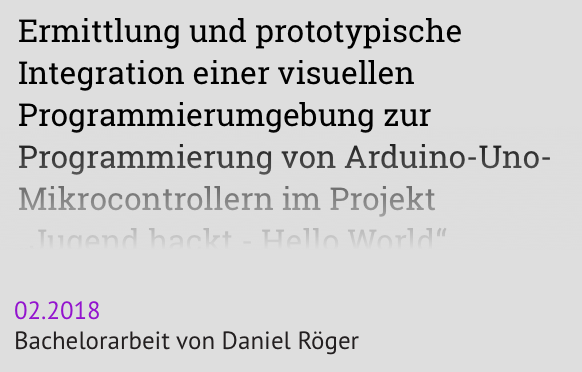 Ermittlung und prototypische
Integration einer visuellen
Programmierumgebung zur
Programmierung von Arduino-Uno-
Mikrocontrollern im Projekt
„Jugend hackt - Hello World“
02.2018
Bachelorarbeit von Daniel Röger